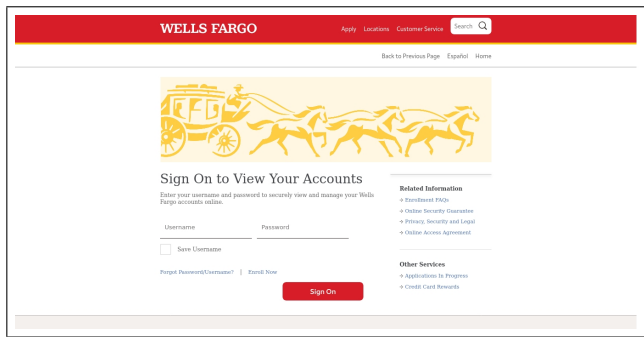 WELLS FARGO
Apply Locations Customer Service Search
Back to Previous Page Español Home
Sign On to View Your Accounts
Enter your username and password to securely view and manage your Wells
Fargo accounts online.
Username Password
Save Username
Forgot Password/Username? | Enroll Now
Sign On
Related Information
Enrollment FAQs
Online Security Guarantee
Privacy, Security and Legal
Online Access Agreement
Other Services
Applications In Progress
Credit Card Rewards